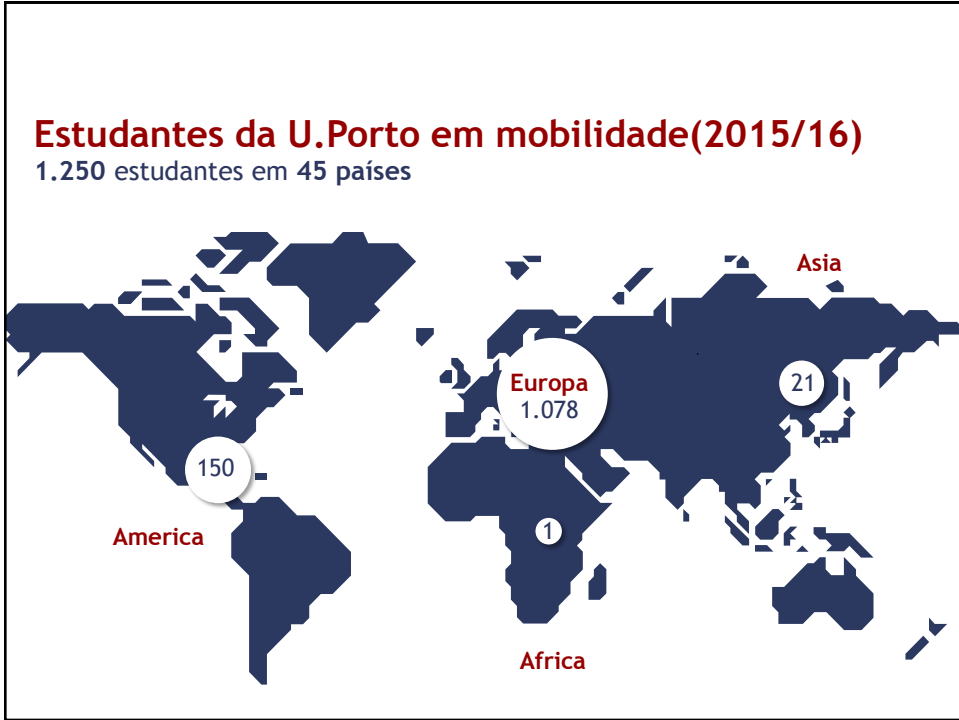 Estudantes da U.Porto em mobilidade(2015/16)
1.250 estudantes em 45 países
Asia
Europa
1.078
21
150
America
1
Africa